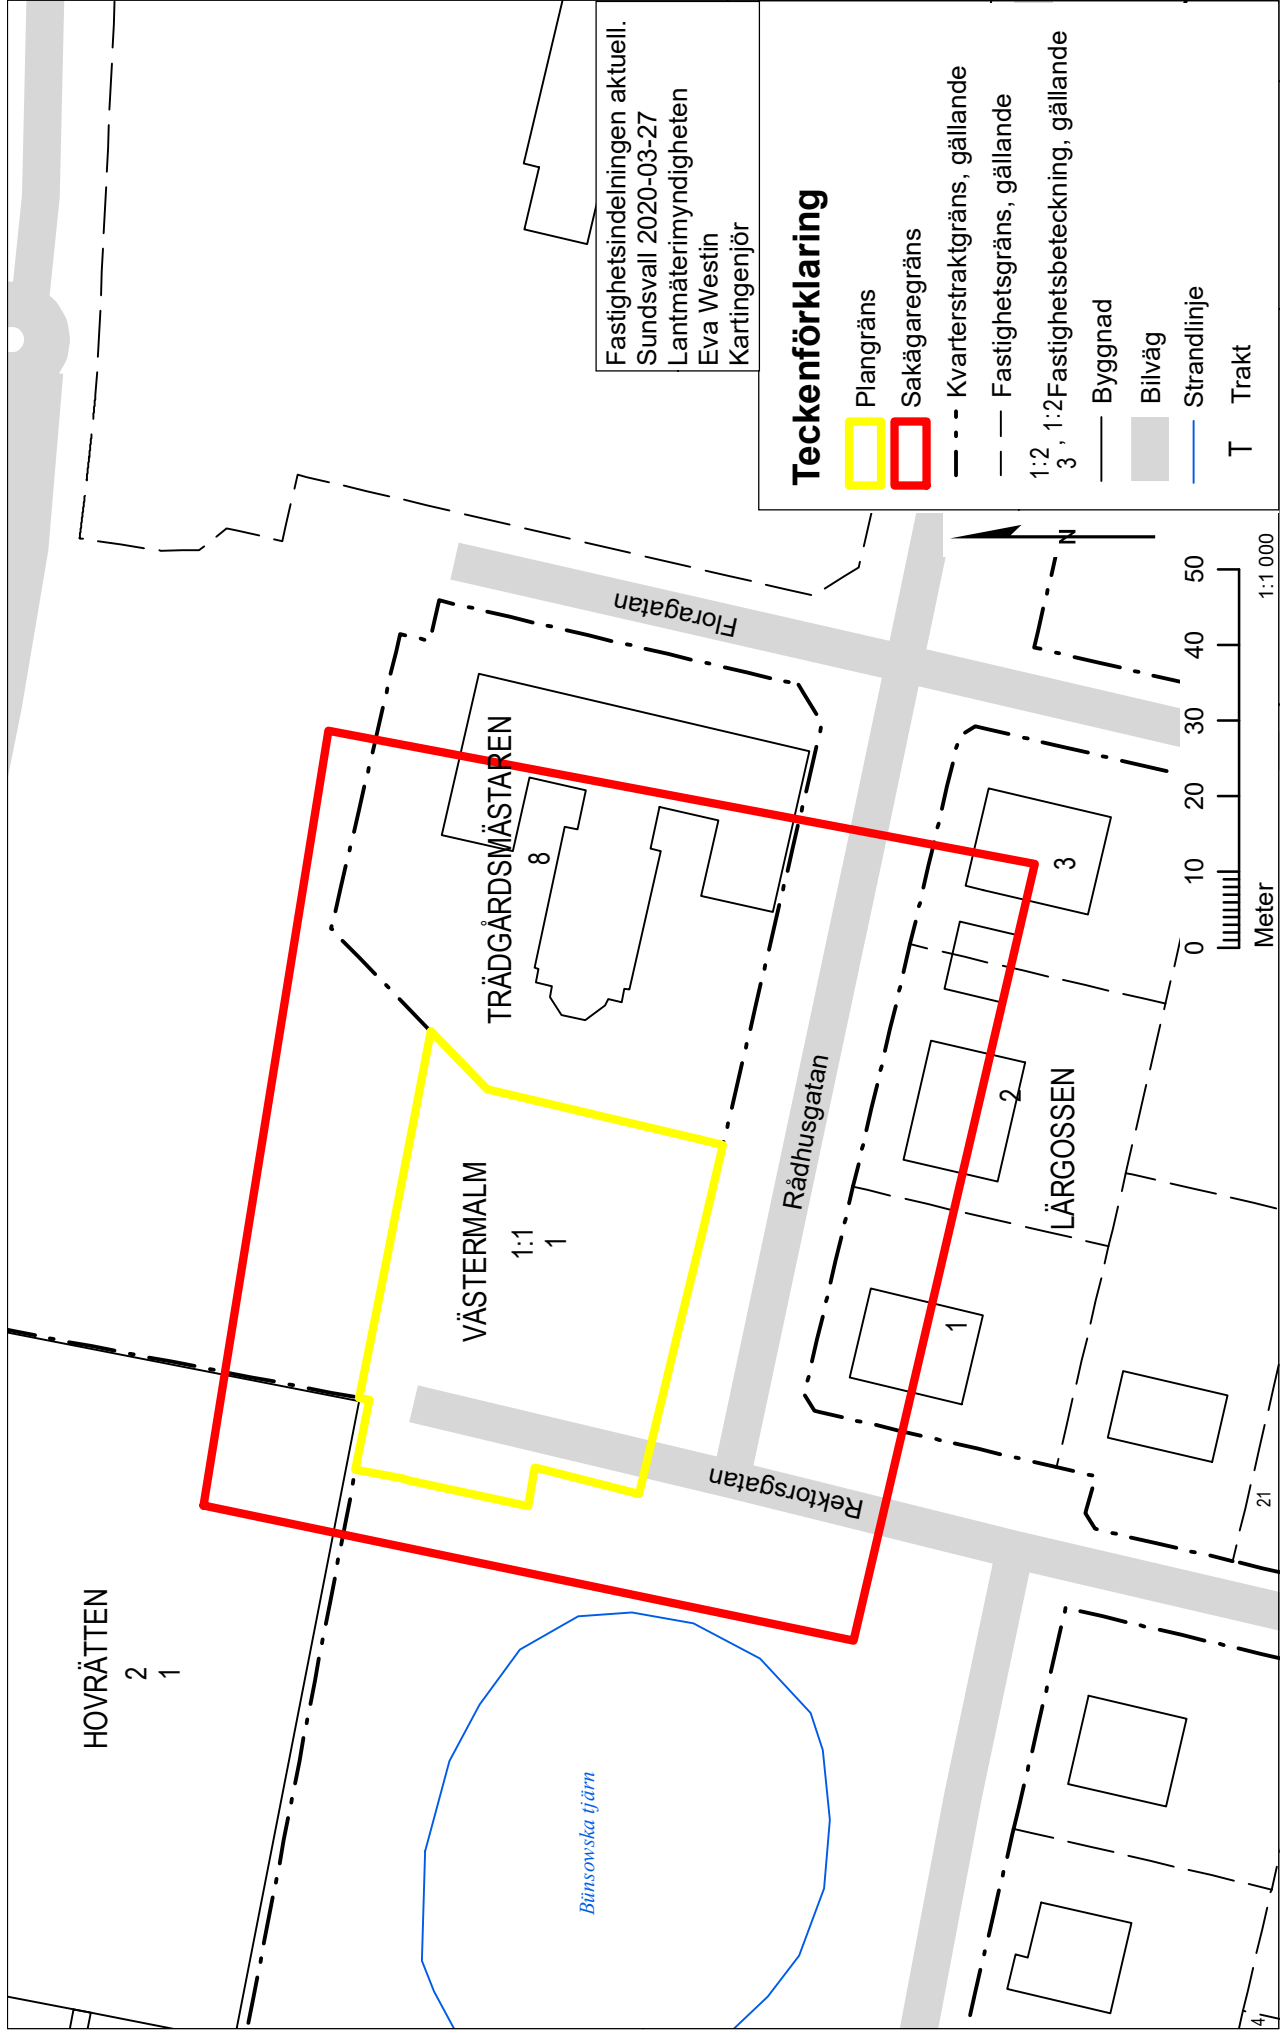 HOVRÄTTEN
2
1
VÄSTERMALM
1:1
1
TRÄDGÅRDSMÄSTAREN
8
Floragatan
Rådhusgatan
Rektorsgatan
Bünsowska tjärn
LÄRGOSSEN
1
2
3
21
4
Fastighetsindelningen aktuell.
Sundsvall 2020-03-27
Lantmäterimyndigheten
Eva Westin
Kartingenjör
Teckenförklaring
Plangräns
Sakägaregräns
Kvarterstraktgräns, gällande
Fastighetsgräns, gällande
1:2
3 , 1:2 Fastighetsbeteckning, gällande
Byggnad
Bilväg
Strandlinje
T Trakt
N
0 10 20 30 40 50
Meter
1:1 000